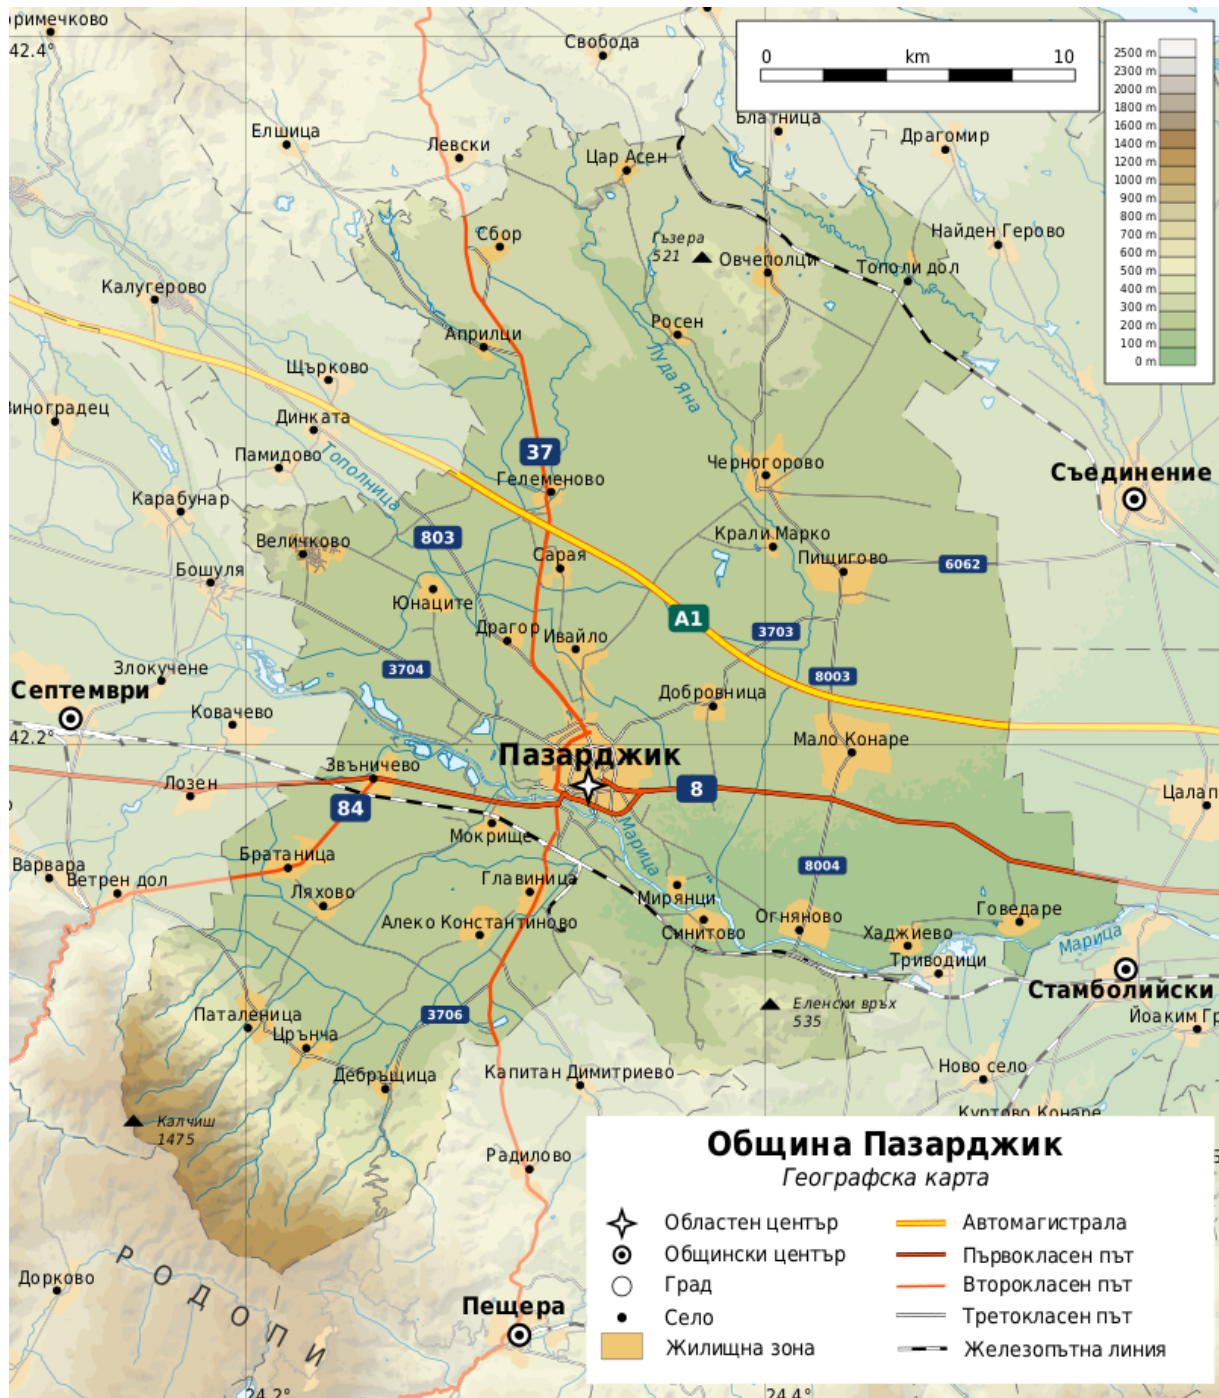 42.4°
Свобода
0 km 10
2500 m
2300 m
2000 m
1800 m
1600 m
1400 m
1200 m
1000 m
900 m
800 m
700 m
600 m
500 m
400 m
300 m
200 m
100 m
0 m
Елшица
Левски
Цар Асен
Драгомир
Сбор
Гъзера
521
Овчеполци
Найден Герово
Тополи дол
Калугерово
Априлци
Росен
Луда Яна
Щърково
Динката
Памидово
Тополница
37
Гелеменово
Черногорово
Съединение
Карабунар
Величково
803
Сарая
Крали Марко
Пищигово
6062
Бошуля
Юнаците
Драгор
Ивайло
A1
3703
Злокучене
3704
8003
Септември
Ковачево
Добровница
42.2°
Пазарджик
Мало Конаре
Звъничево
Лозен
84
8
Цалап
Мокрище
Марица
Братаница
8004
Варвара
Ветрен дол
Ляхово
Главиница
Мирянци
Алеко Константиново
Синитово
Огняново
Говедаре
Хаджиево
Марица
Триводици
Стамболийски
Паталеница
3706
Еленски връх
535
Йоаким Гр
Црънча
Дебръщица
Капитан Димитриево
Ново село
Калчиш
1475
Куртово Конаре
Радилово
РОДОПИ
Дорково
Пещера
24.2°
24.4°
Община Пазарджик
Географска карта
Областен център
Общински център
Град
Село
Жилищна зона
Автомагистрала
Първокласен път
Второкласен път
Третокласен път
Железопътна линия